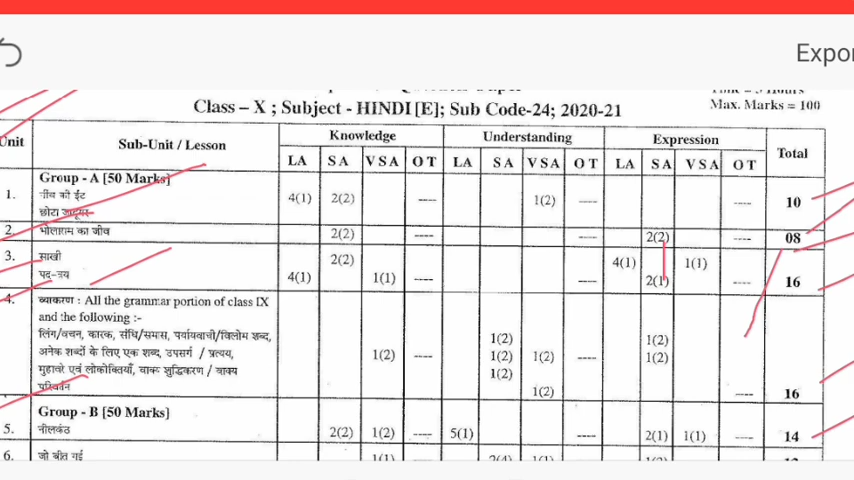 Expor
Class – X ; Subject - HINDI [E]; Sub Code-24; 2020-21
Max. Marks = 100
Unit Sub-Unit / Lesson Knowledge Understanding Expression Total
LA SA VSA OT LA SA VSA OT LA SA VSA OT
Group - A [50 Marks]
1. नींव की ईंट 4(1) 2(2) ---- 1(2) ---- ---- 10
छोटा जादूगर
2. भोलाराम का जीव 2(2) ---- ---- 2(2) ---- 08
3. साखी 2(2) 4(1) 1(1)
पद-त्रय 4(1) 1(1) ---- ---- 2(1) 16
4. व्याकरण : All the grammar portion of class IX
and the following :-
लिंग/वचन, कारक, संधि/समास, पर्यायवाची/विलोम शब्द, 1(2) 1(2)
अनेक शब्दों के लिए एक शब्द, उपसर्ग / प्रत्यय, 1(2) ---- 1(2) 1(2) ---- 1(2)
मुहावरे एवं लोकोक्तियाँ, वाक्य शुद्धिकरण / वाक्य 1(2)
परिवर्तन 1(2) ---- 16
Group - B [50 Marks]
5. नीलकंठ 2(2) 1(2) ---- 5(1) ---- 2(1) 1(1) ---- 14
6. जो बीत गई 1(1)